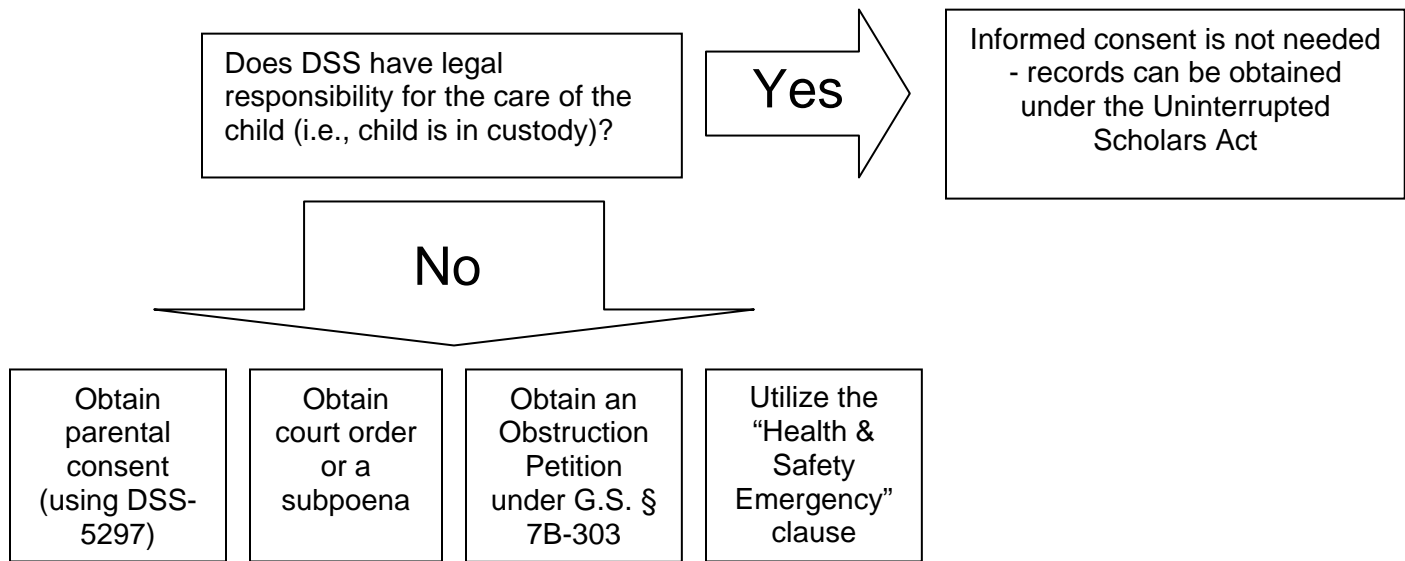 Does DSS have legal
responsibility for the care of the
child (i.e., child is in custody)?
Yes
Informed consent is not needed
- records can be obtained
under the Uninterrupted
Scholars Act
No
Obtain
parental
consent
(using DSS-
5297)
Obtain
court order
or a
subpoena
Obtain an
Obstruction
Petition
under G.S. §
7B-303
Utilize the
“Health &
Safety
Emergency”
clause